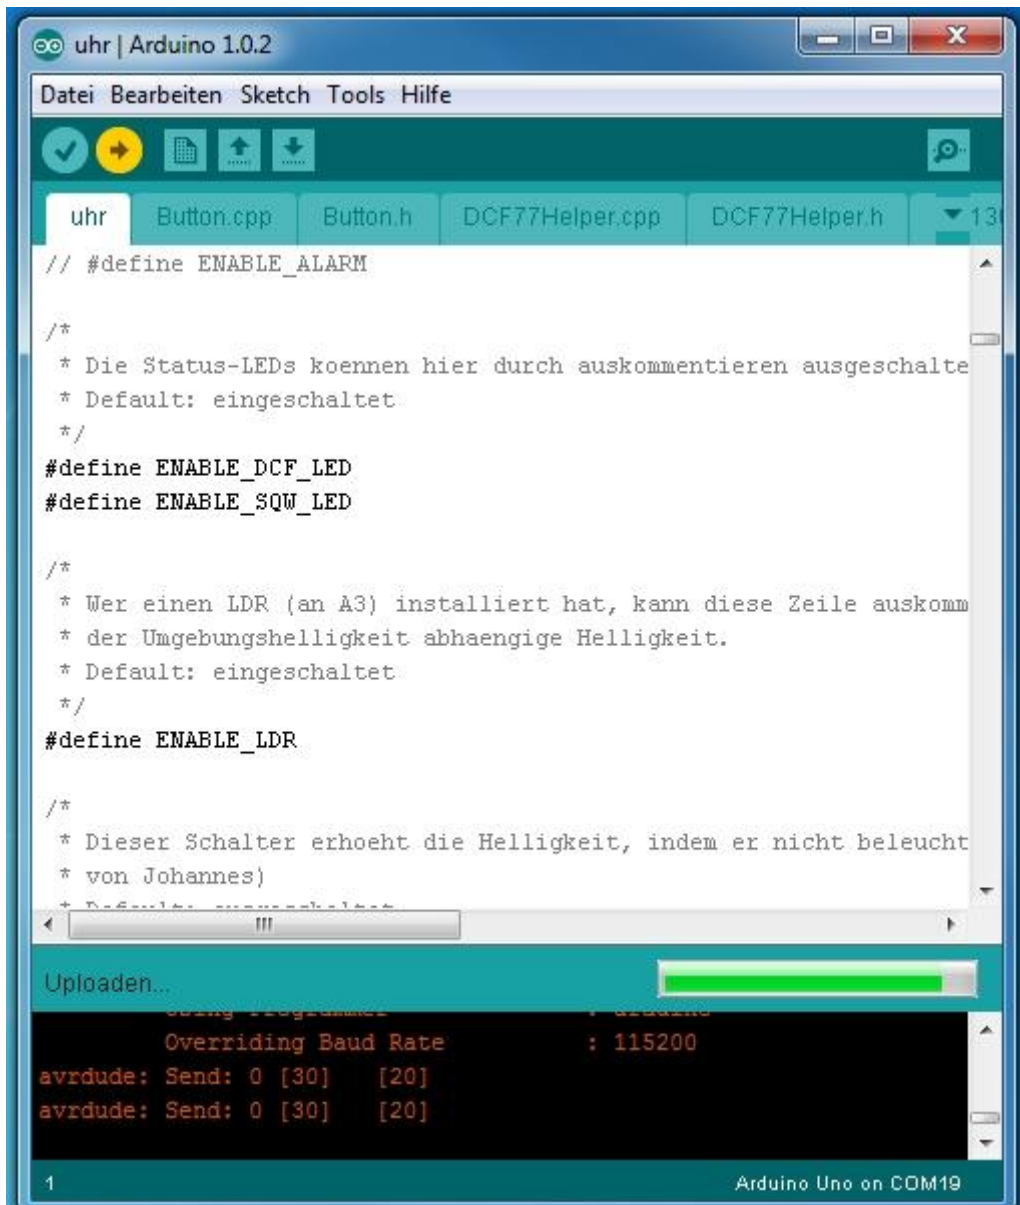 uhr | Arduino 1.0.2
Datei Bearbeiten Sketch Tools Hilfe
uhr Button.cpp Button.h DCF77Helper.cpp DCF77Helper.h
// #define ENABLE_ALARM
/*
* Die Status-LEDs koennen hier durch auskommentieren ausgeschalte
* Default: eingeschaltet
*/
#define ENABLE_DCF_LED
#define ENABLE_SQW_LED
/*
* Wer einen LDR (an A3) installiert hat, kann diese Zeile auskomm
* der Umgebungshelligkeit abhaengige Helligkeit.
* Default: eingeschaltet
*/
#define ENABLE_LDR
/*
* Dieser Schalter erhoeht die Helligkeit, indem er nicht beleucht
* von Johannes)
Uploaden...
Using Programmer : arduino
Overriding Baud Rate : 115200
avrdude: Send: 0 [30] [20]
avrdude: Send: 0 [30] [20]
1 Arduino Uno on COM19